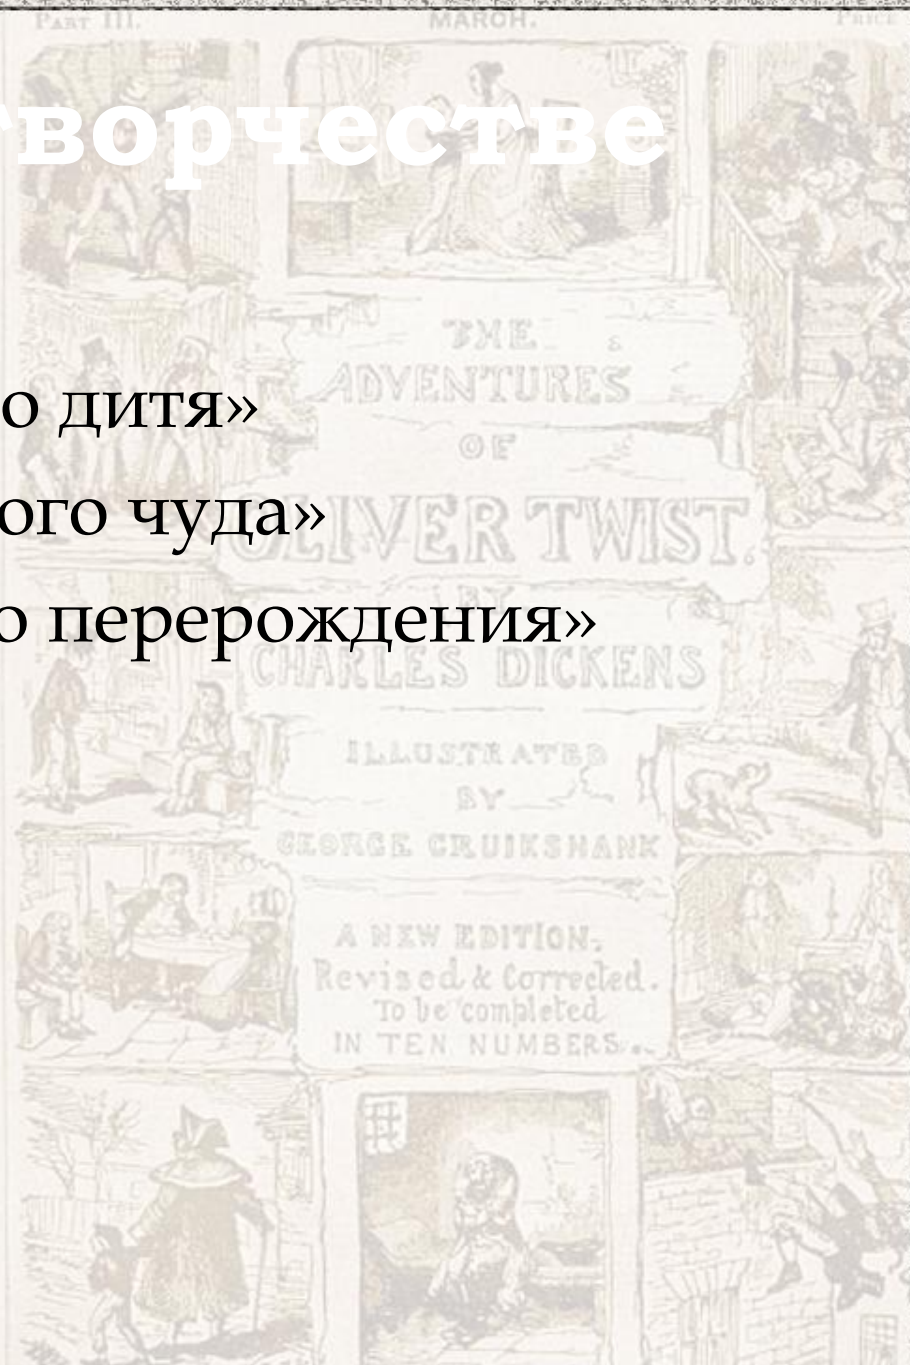 PART III. MARCH. PRICE
творчестве
THE
ADVENTURES
о дитя»
OF
ого чуда»
OLIVER TWIST.
BY
о перерождения»
CHARLES DICKENS
ILLUSTRATED
BY
GEORGE CRUIKSHANK
A NEW EDITION,
Revised & Corrected.
To be completed
IN TEN NUMBERS.